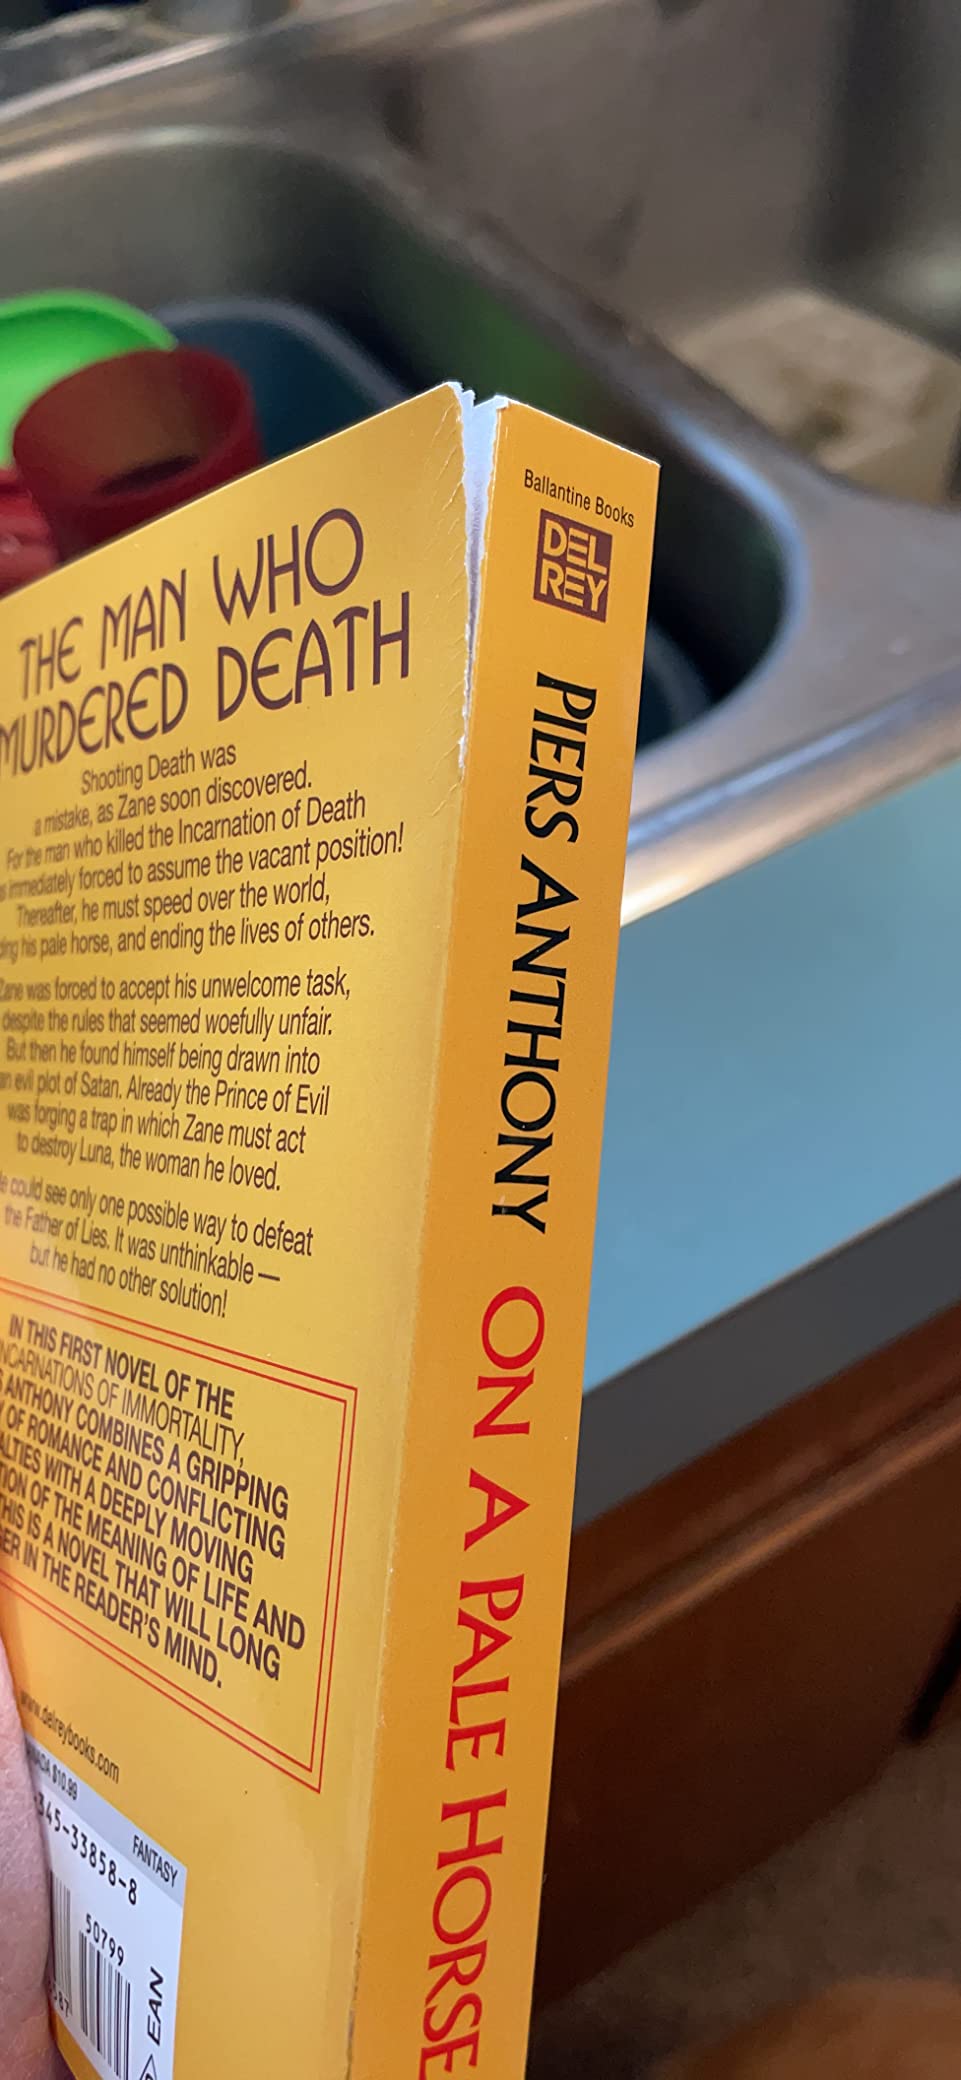 THE MAN WHO
MURDERED DEATH
Shooting Death was
a mistake, as Zane soon discovered.
For the man who killed the Incarnation of Death
immediately forced to assume the vacant position!
Thereafter, he must speed over the world,
his pale horse, and ending the lives of others.
Zane was forced to accept his unwelcome task,
despite the rules that seemed woefully unfair.
But then he found himself being drawn into
an evil plot of Satan. Already the Prince of Evil
was forging a trap in which Zane must act
to destroy Luna, the woman he loved.
He could see only one possible way to defeat
the Father of Lies. It was unthinkable—
but he had no other solution!
IN THIS FIRST NOVEL OF THE
INCARNATIONS OF IMMORTALITY,
ANTHONY COMBINES A GRIPPING
OF ROMANCE AND CONFLICTING
WITH A DEEPLY MOVING
OF THE MEANING OF LIFE AND
THIS IS A NOVEL THAT WILL LONG
IN THE READER'S MIND.
www.delreybooks.com
$10.99
FANTASY
345-33858-8
50799
EAN
Ballantine Books
DEL
REY
PIERS ANTHONY ON A PALE HORSE